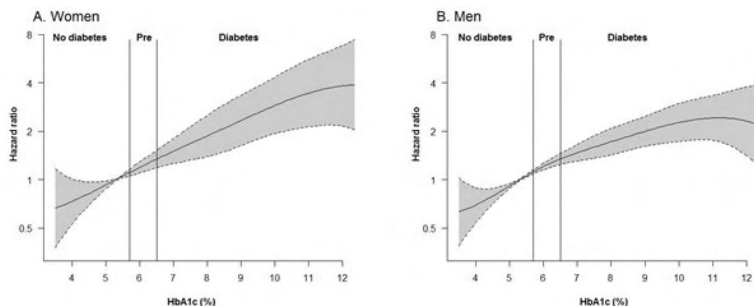 A. Women
No diabetes Pre Diabetes
8
4
2
1
0.5
Hazard ratio
4 5 6 7 8 9 10 11 12
HbA1c (%)
B. Men
No diabetes Pre Diabetes
8
4
2
1
0.5
Hazard ratio
4 5 6 7 8 9 10 11 12
HbA1c (%)